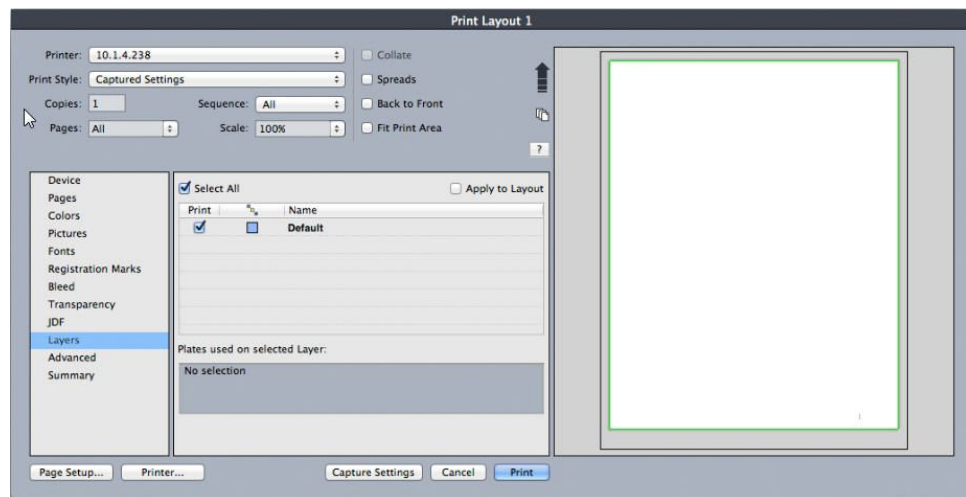 Print Layout 1
Printer: 10.1.4.238
Collate
Print Style: Captured Settings
Spreads
Copies: 1 Sequence: All
Back to Front
Pages: All Scale: 100%
Fit Print Area
?
Device
Pages
Colors
Pictures
Fonts
Registration Marks
Bleed
Transparency
JDF
Layers
Advanced
Summary
Select All
Apply to Layout
Print Name
Default
Plates used on selected Layer:
No selection
Page Setup... Printer... Capture Settings Cancel Print
1